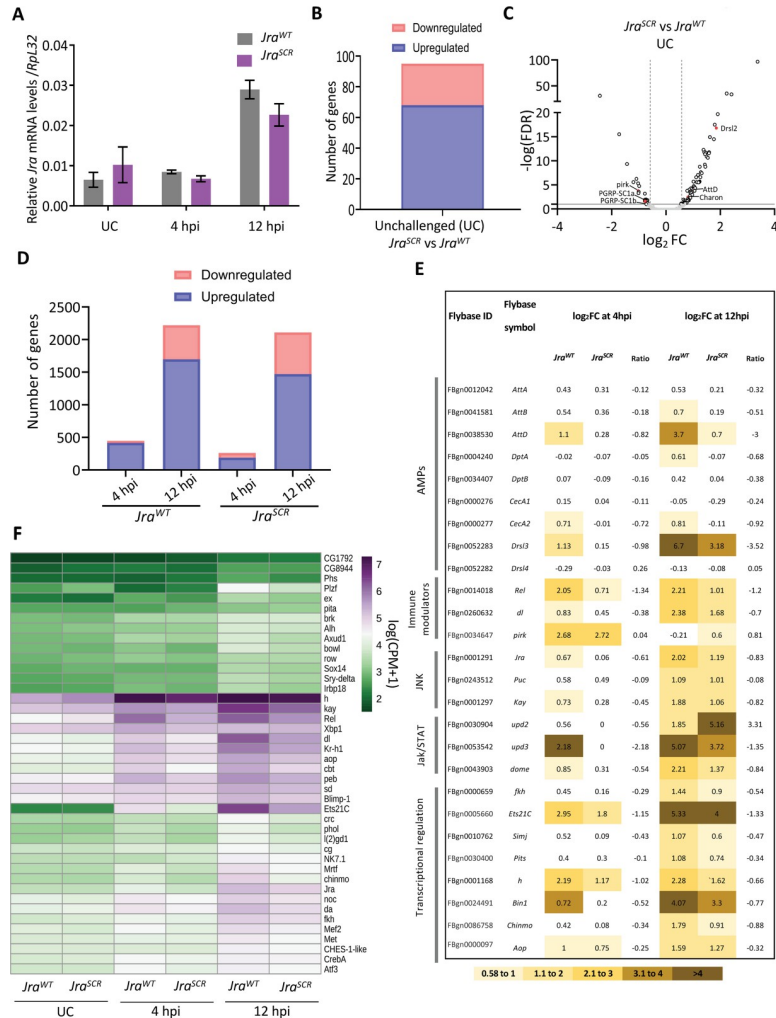 A
Jra^WT
Jra^SCR
Relative Jra mRNA levels /RpL32
0.04
0.03
0.02
0.01
0.00
UC
4 hpi
12 hpi
B
Downregulated
Upregulated
Number of genes
100
80
60
40
20
0
Unchallenged (UC)
Jra^SCR vs Jra^WT
C
Jra^SCR vs Jra^WT
UC
-log(FDR)
100
50
20
15
10
5
0
Drsl2
pirk
PGRP-SC1a
PGRP-SC1b
AttD
Charon
-4
-2
0
2
4
log₂ FC
D
Downregulated
Upregulated
Number of genes
2500
2000
1500
1000
500
0
4 hpi
12 hpi
4 hpi
12 hpi
Jra^WT
Jra^SCR
E
Flybase ID Flybase symbol log₂FC at 4hpi log₂FC at 12hpi
Jra^WT Jra^SCR Ratio Jra^WT Jra^SCR Ratio
AMPs
FBgn0012042 AttA 0.43 0.31 -0.12 0.53 0.21 -0.32
FBgn0041581 AttB 0.54 0.36 -0.18 0.7 0.19 -0.51
FBgn0038530 AttD 1.1 0.28 -0.82 3.7 0.7 -3
FBgn0004240 DptA -0.02 -0.07 -0.05 0.61 -0.07 -0.68
FBgn0034407 DptB 0.07 -0.09 -0.16 0.42 0.04 -0.38
FBgn0000276 CecA1 0.15 0.04 -0.11 -0.05 -0.29 -0.24
FBgn0000277 CecA2 0.71 -0.01 -0.72 0.81 -0.11 -0.92
FBgn0052283 Drsl3 1.13 0.15 -0.98 6.7 3.18 -3.52
FBgn0052282 Drsl4 -0.29 -0.03 0.26 -0.13 -0.08 0.05
Immune modulators
FBgn0014018 Rel 2.05 0.71 -1.34 2.21 1.01 -1.2
FBgn0260632 dl 0.83 0.45 -0.38 2.38 1.68 -0.7
FBgn0034647 pirk 2.68 2.72 0.04 -0.21 0.6 0.81
JNK
FBgn0001291 Jra 0.67 0.06 -0.61 2.02 1.19 -0.83
FBgn0243512 Puc 0.58 0.49 -0.09 1.09 1.01 -0.08
FBgn0001297 Kay 0.73 0.28 -0.45 1.88 1.06 -0.82
Jak/STAT
FBgn0030904 upd2 0.56 0 -0.56 1.85 5.16 3.31
FBgn0053542 upd3 2.18 0 -2.18 5.07 3.72 -1.35
FBgn0043903 dome 0.85 0.31 -0.54 2.21 1.37 -0.84
Transcriptional regulation
FBgn0000659 fkh 0.45 0.16 -0.29 1.44 0.9 -0.54
FBgn0005660 Ets21C 2.95 1.8 -1.15 5.33 4 -1.33
FBgn0010762 Simj 0.52 0.09 -0.43 1.07 0.6 -0.47
FBgn0030400 Pits 0.4 0.3 -0.1 1.08 0.74 -0.34
FBgn0001168 h 2.19 1.17 -1.02 2.28 `1.62 -0.66
FBgn0024491 Bin1 0.72 0.2 -0.52 4.07 3.3 -0.77
FBgn0086758 Chinmo 0.42 0.08 -0.34 1.79 0.91 -0.88
FBgn0000097 Aop 1 0.75 -0.25 1.59 1.27 -0.32
0.58 to 1 1.1 to 2 2.1 to 3 3.1 to 4 >4
F
CG1792
CG8944
Phs
Plzf
ex
pita
brk
Alh
Axud1
bowl
row
Sox14
Sry-delta
Irbp18
h
kay
Rel
Xbp1
dl
Kr-h1
aop
cbt
peb
sd
Blimp-1
Ets21C
crc
phol
l(2)gd1
cg
NK7.1
Mrtf
chinmo
Jra
noc
da
fkh
Mef2
Met
CHES-1-like
CrebA
Atf3
7
6
5
4
3
2
log(CPM+1)
Jra^WT Jra^SCR Jra^WT Jra^SCR Jra^WT Jra^SCR
UC 4 hpi 12 hpi